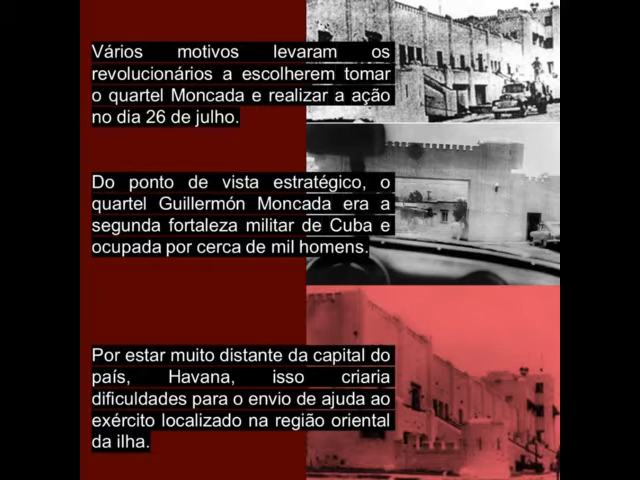 Vários motivos levaram os
revolucionários a escolherem tomar
o quartel Moncada e realizar a ação
no dia 26 de julho.
Do ponto de vista estratégico, o
quartel Guillermón Moncada era a
segunda fortaleza militar de Cuba e
ocupada por cerca de mil homens.
Por estar muito distante da capital do
país, Havana, isso criaria
dificuldades para o envio de ajuda ao
exército localizado na região oriental
da ilha.